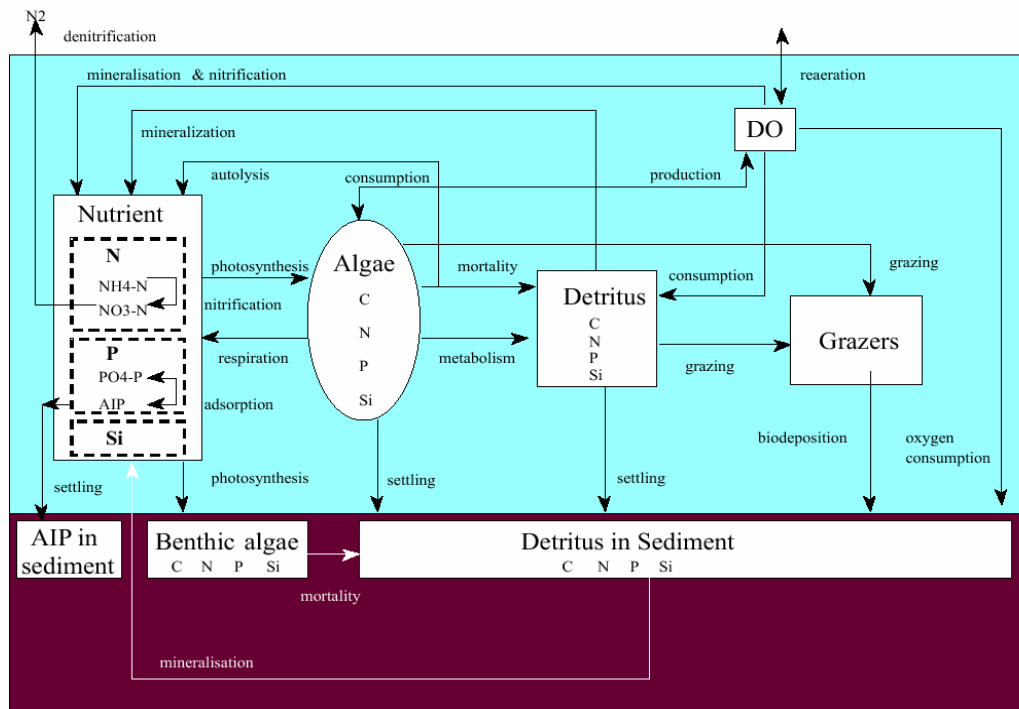 N2
denitrification
mineralisation & nitrification
reaeration
DO
mineralization
autolysis
consumption
production
Nutrient
N
NH4-N
NO3-N
photosynthesis
nitrification
Algae
C
N
P
Si
mortality
grazing
consumption
Detritus
C
N
P
Si
Grazers
respiration
metabolism
grazing
P
PO4-P
AIP
adsorption
Si
biodeposition
oxygen
consumption
settling
photosynthesis
settling
settling
AIP in
sediment
Benthic algae
C N P Si
Detritus in Sediment
C N P Si
mortality
mineralisation